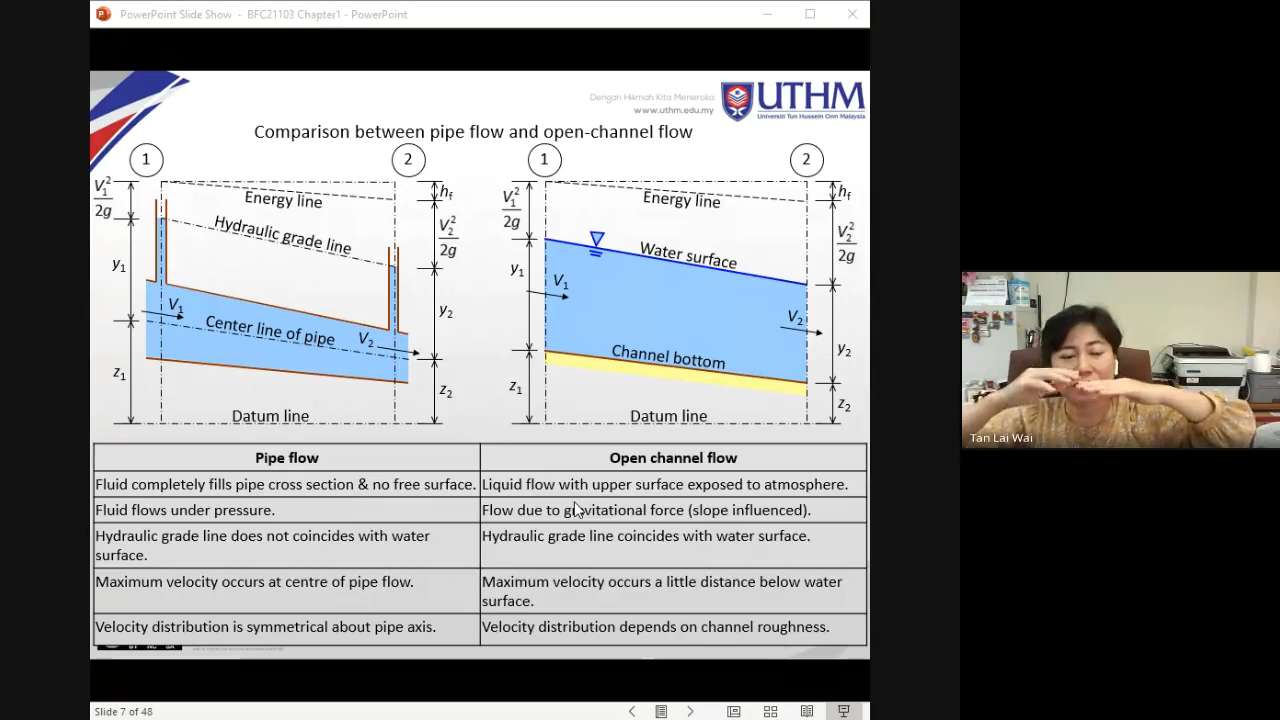 PowerPoint Slide Show - BFC21103 Chapter1 - PowerPoint
Dengan Hikmah Kita Meneroka
www.uthm.edu.my
UTHM
Universiti Tun Hussein Onn Malaysia
Comparison between pipe flow and open-channel flow
1
2
V₁²
2g
y₁
z₁
Energy line
Hydraulic grade line
V₁
Center line of pipe
V₂
Datum line
hf
V₂²
2g
y₂
z₂
1
2
V₁²
2g
y₁
z₁
Energy line
Water surface
V₁
V₂
Channel bottom
Datum line
hf
V₂²
2g
y₂
z₂
Pipe flow
Open channel flow
Fluid completely fills pipe cross section & no free surface.
Liquid flow with upper surface exposed to atmosphere.
Fluid flows under pressure.
Flow due to gravitational force (slope influenced).
Hydraulic grade line does not coincides with water
surface.
Hydraulic grade line coincides with water surface.
Maximum velocity occurs at centre of pipe flow.
Maximum velocity occurs a little distance below water
surface.
Velocity distribution is symmetrical about pipe axis.
Velocity distribution depends on channel roughness.
Slide 7 of 48
Tan Lai Wai